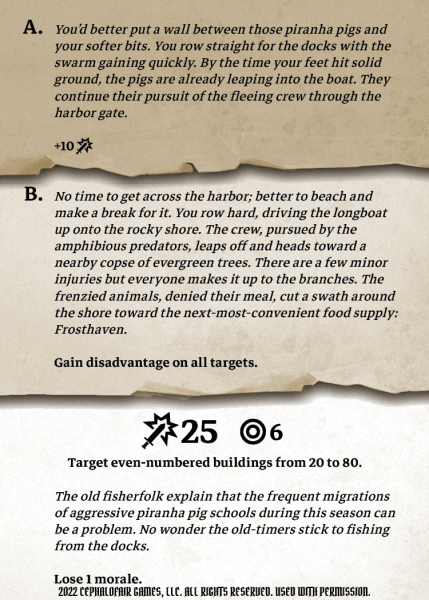 A. You'd better put a wall between those piranha pigs and
your softer bits. You row straight for the docks with the
swarm gaining quickly. By the time your feet hit solid
ground, the pigs are already leaping into the boat. They
continue their pursuit of the fleeing crew through the
harbor gate.
+10
B. No time to get across the harbor; better to beach and
make a break for it. You row hard, driving the longboat
up onto the rocky shore. The crew, pursued by the
amphibious predators, leaps off and heads toward a
nearby copse of evergreen trees. There are a few minor
injuries but everyone makes it up to the branches. The
frenzied animals, denied their meal, cut a swath around
the shore toward the next-most-convenient food supply:
Frosthaven.
Gain disadvantage on all targets.
25 6
Target even-numbered buildings from 20 to 80.
The old fisherfolk explain that the frequent migrations
of aggressive piranha pig schools during this season can
be a problem. No wonder the old-timers stick to fishing
from the docks.
Lose 1 morale.
2022 CEPHALOFAIR GAMES, LLC. ALL RIGHTS RESERVED. USED WITH PERMISSION.